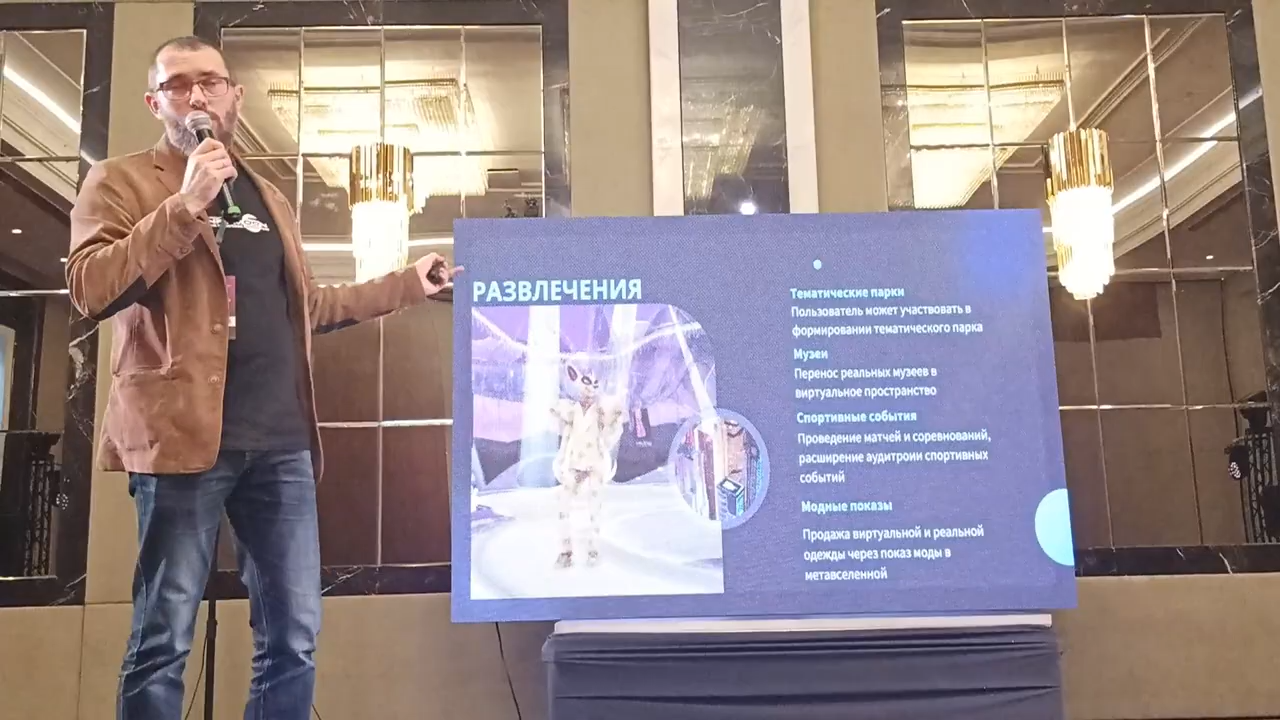 РАЗВЛЕЧЕНИЯ
Тематические парки
Пользователь может участвовать в
формировании тематического парка
Музеи
Перенос реальных музеев в
виртуальное пространство
Спортивные события
Проведение матчей и соревнований,
расширение аудитроии спортивных
событий
Модные показы
Продажа виртуальной и реальной
одежды через показ моды в
метавселенной